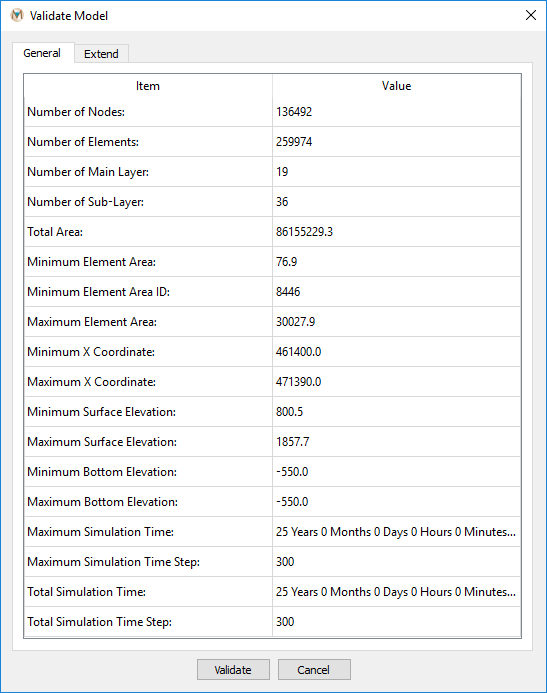 Validate Model
General Extend
Item Value
Number of Nodes: 136492
Number of Elements: 259974
Number of Main Layer: 19
Number of Sub-Layer: 36
Total Area: 86155229.3
Minimum Element Area: 76.9
Minimum Element Area ID: 8446
Maximum Element Area: 30027.9
Minimum X Coordinate: 461400.0
Maximum X Coordinate: 471390.0
Minimum Surface Elevation: 800.5
Maximum Surface Elevation: 1857.7
Minimum Bottom Elevation: -550.0
Maximum Bottom Elevation: -550.0
Maximum Simulation Time: 25 Years 0 Months 0 Days 0 Hours 0 Minutes...
Maximum Simulation Time Step: 300
Total Simulation Time: 25 Years 0 Months 0 Days 0 Hours 0 Minutes...
Total Simulation Time Step: 300
Validate Cancel